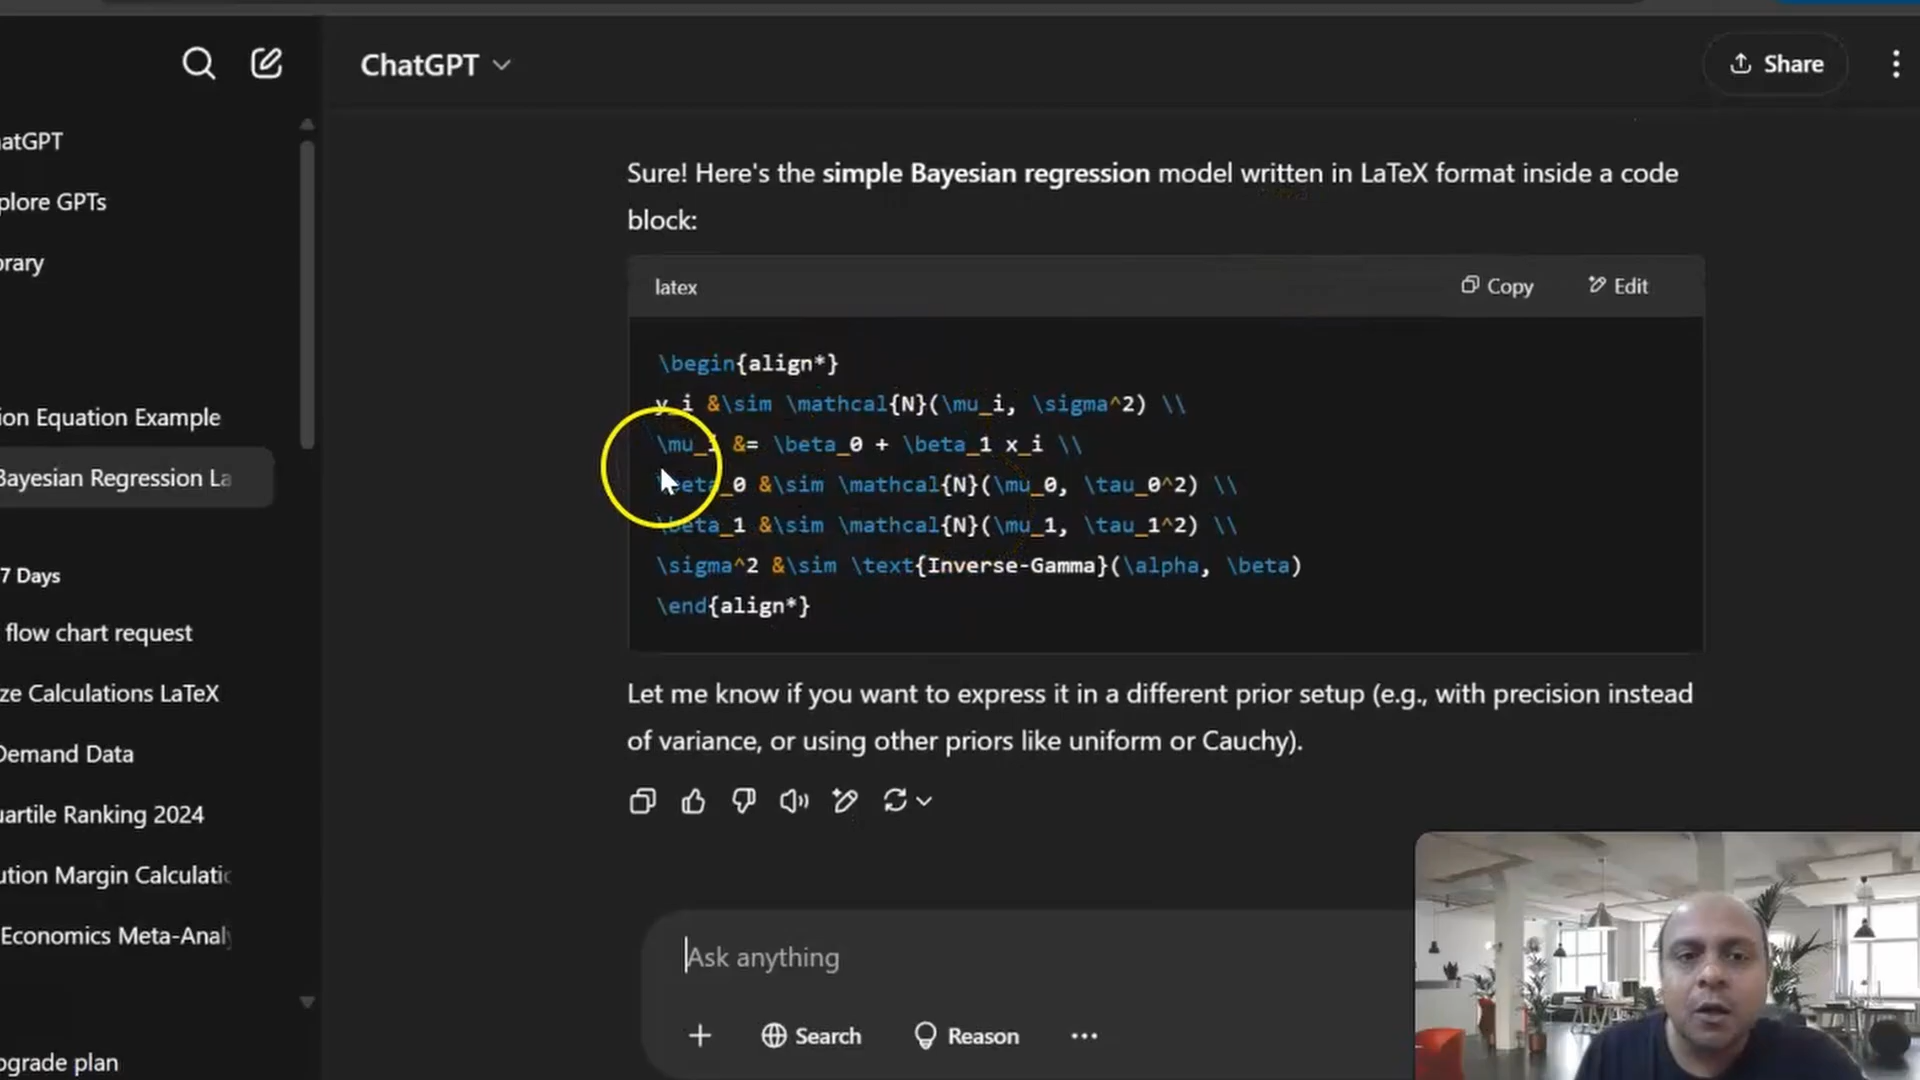 ChatGPT
Share
atGPT
plore GPTs
orary
ion Equation Example
Bayesian Regression La
7 Days
flow chart request
ze Calculations LaTeX
Demand Data
uartile Ranking 2024
ution Margin Calculati
Economics Meta-Anal
ograde plan
Sure! Here's the simple Bayesian regression model written in LaTeX format inside a code
block:
latex
Copy
Edit
\begin{align*}
y_i &\sim \mathcal{N}(\mu_i, \sigma^2) \\
\mu_i &= \beta_0 + \beta_1 x_i \\
\beta_0 &\sim \mathcal{N}(\mu_0, \tau_0^2) \\
\beta_1 &\sim \mathcal{N}(\mu_1, \tau_1^2) \\
\sigma^2 &\sim \text{Inverse-Gamma}(\alpha, \beta)
\end{align*}
Let me know if you want to express it in a different prior setup (e.g., with precision instead
of variance, or using other priors like uniform or Cauchy).
Ask anything
Search
Reason